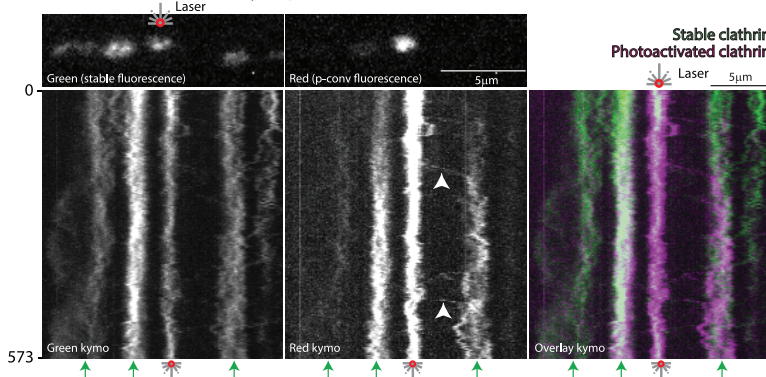 Laser
Green (stable fluorescence)
Red (p-conv fluorescence)
5μm
Stable clathrin
Photoactivated clathrin
Laser
5μm
0
573
Green kymo
Red kymo
Overlay kymo